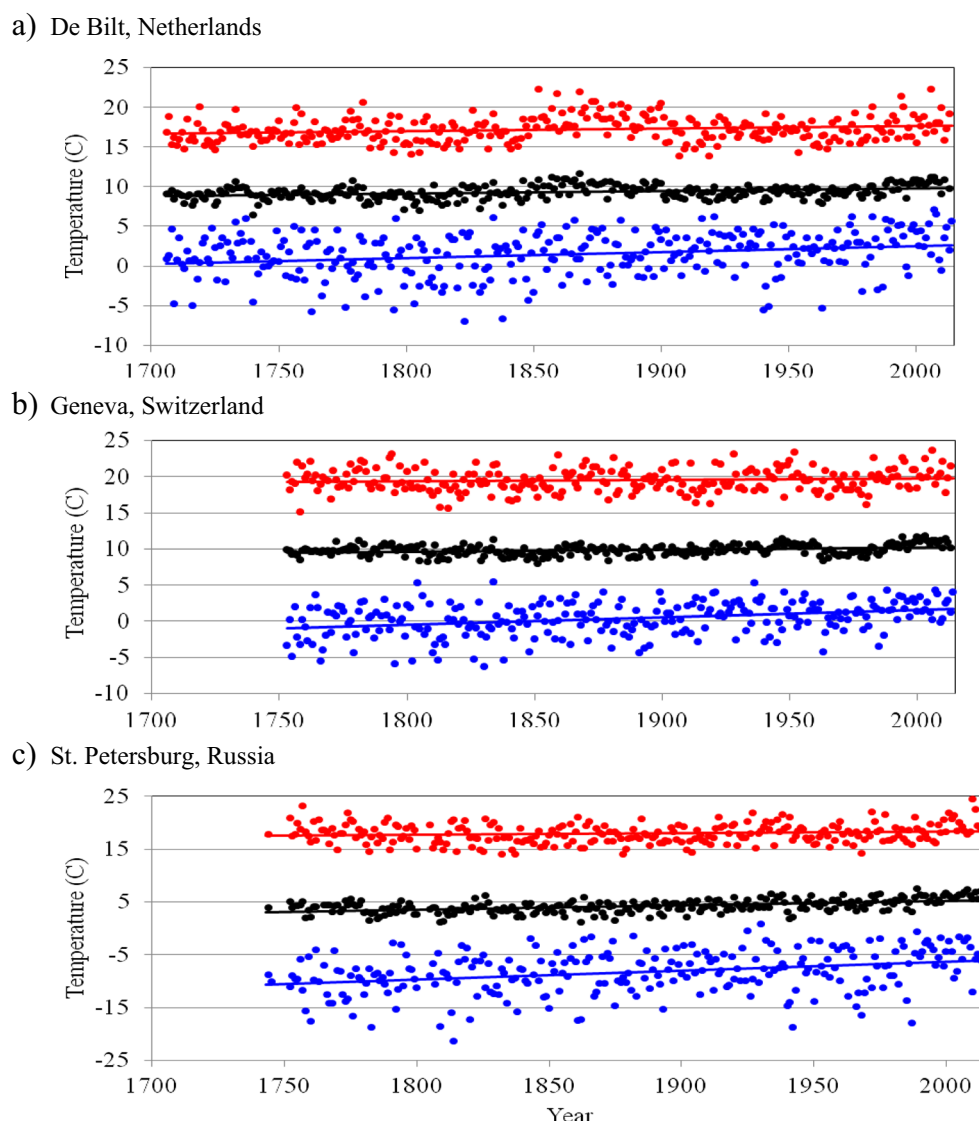 a) De Bilt, Netherlands
25
20
15
10
5
0
-5
-10
Temperature (C)
1700 1750 1800 1850 1900 1950 2000
b) Geneva, Switzerland
25
20
15
10
5
0
-5
-10
Temperature (C)
1700 1750 1800 1850 1900 1950 2000
c) St. Petersburg, Russia
25
15
5
-5
-15
-25
Temperature (C)
1700 1750 1800 1850 1900 1950 2000
Year